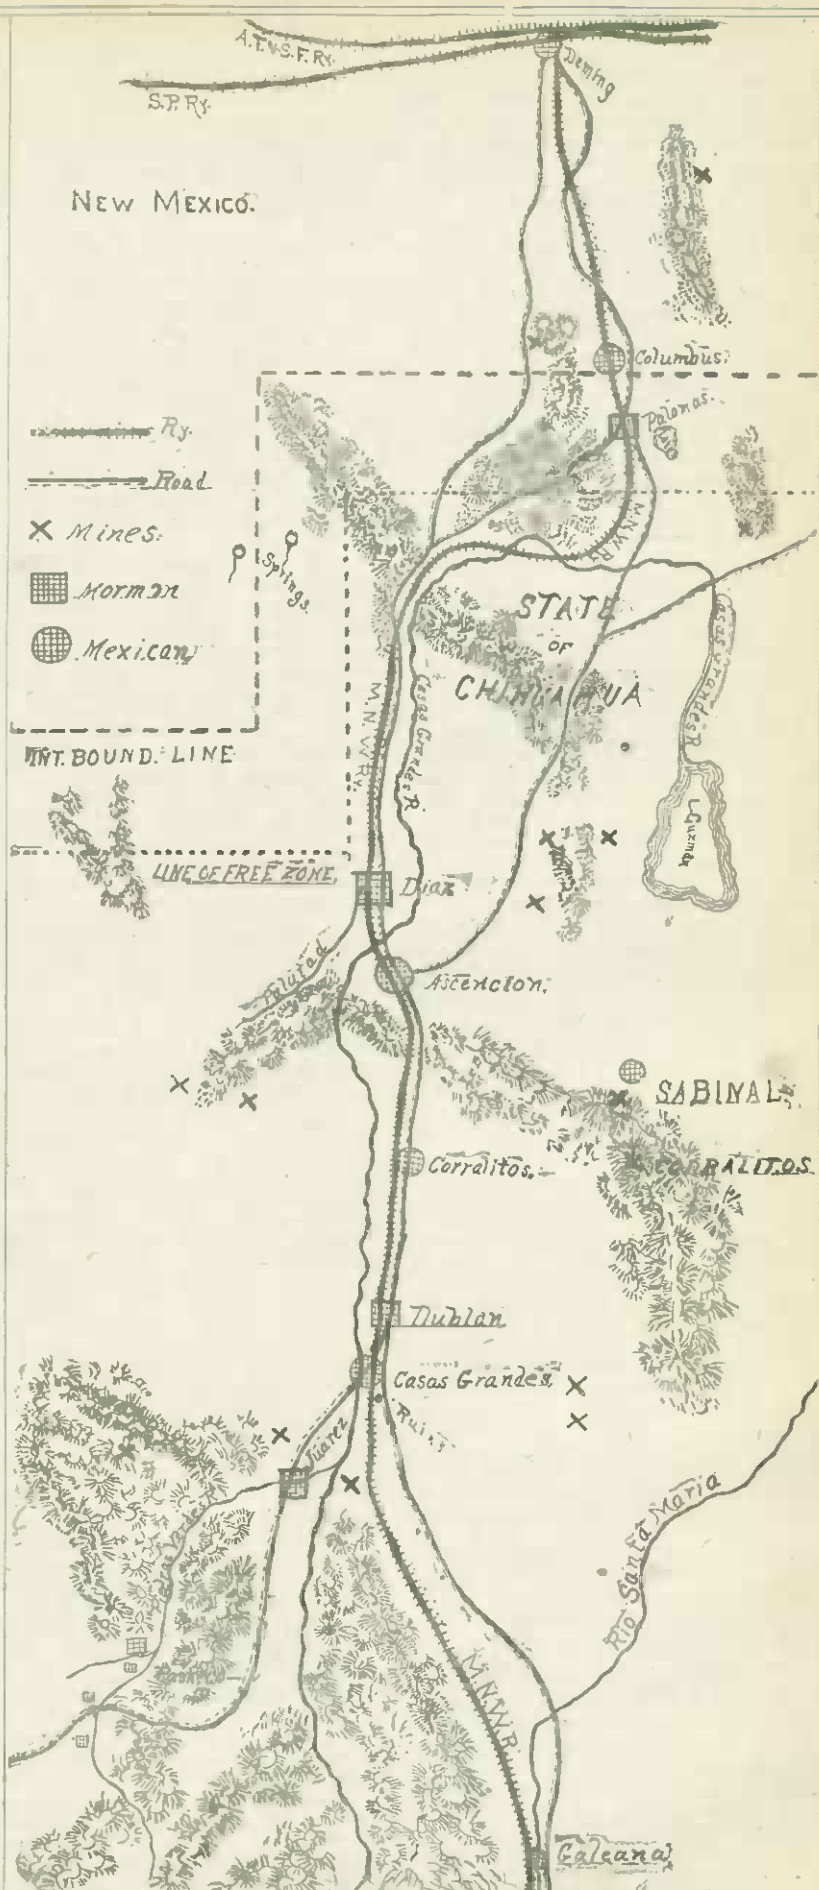 A.T. & S.F. Ry.
S.P. Ry.
Deming
NEW MEXICO.
Columbus.
Palomas.
Ry.
Road
Mines.
Morman
Mexican
Springs.
M.N.W.R.
STATE
OF
CHIHUAHUA
Casas Grandes R.
Casas Grandes R.
M.N.W. Ry.
INT. BOUND. LINE
L. Guzman
LINE OF FREE ZONE.
Diaz
Ascencion.
SABINAL.
Corralitos.
CORRALITOS
Dublan
Casas Grandes.
Ruins
Juarez
Rio Santa Maria
M.N.W.R.
Galeana